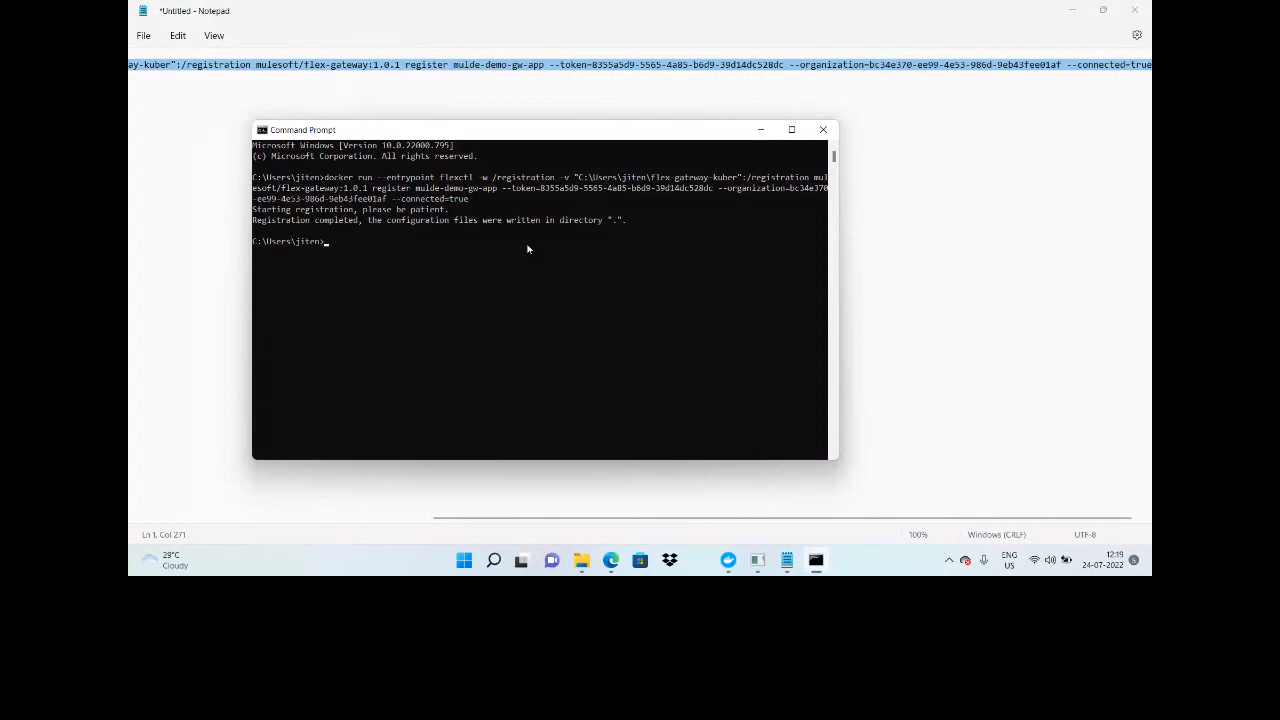 *Untitled - Notepad
File Edit View
way-kuber":/registration mulesoft/flex-gateway:1.0.1 register mulde-demo-gw-app --token=8355a5d9-5565-4a85-b6d9-39d14dc528dc --organization=bc34e370-ee99-4e53-986d-9eb43fee01af --connected=true
Command Prompt
Microsoft Windows [Version 10.0.22000.795]
(c) Microsoft Corporation. All rights reserved.
C:\Users\jiten>docker run --entrypoint flexctl -w /registration -v "C:\Users\jiten\flex-gateway-kuber":/registration mul
esoft/flex-gateway:1.0.1 register mulde-demo-gw-app --token=8355a5d9-5565-4a85-b6d9-39d14dc528dc --organization=bc34e370
-ee99-4e53-986d-9eb43fee01af --connected=true
Starting registration, please be patient.
Registration completed, the configuration files were written in directory ".".
C:\Users\jiten>
Ln 1, Col 271
100%
Windows (CRLF)
UTF-8
29°C
Cloudy
ENG
US
12:19
24-07-2022
5